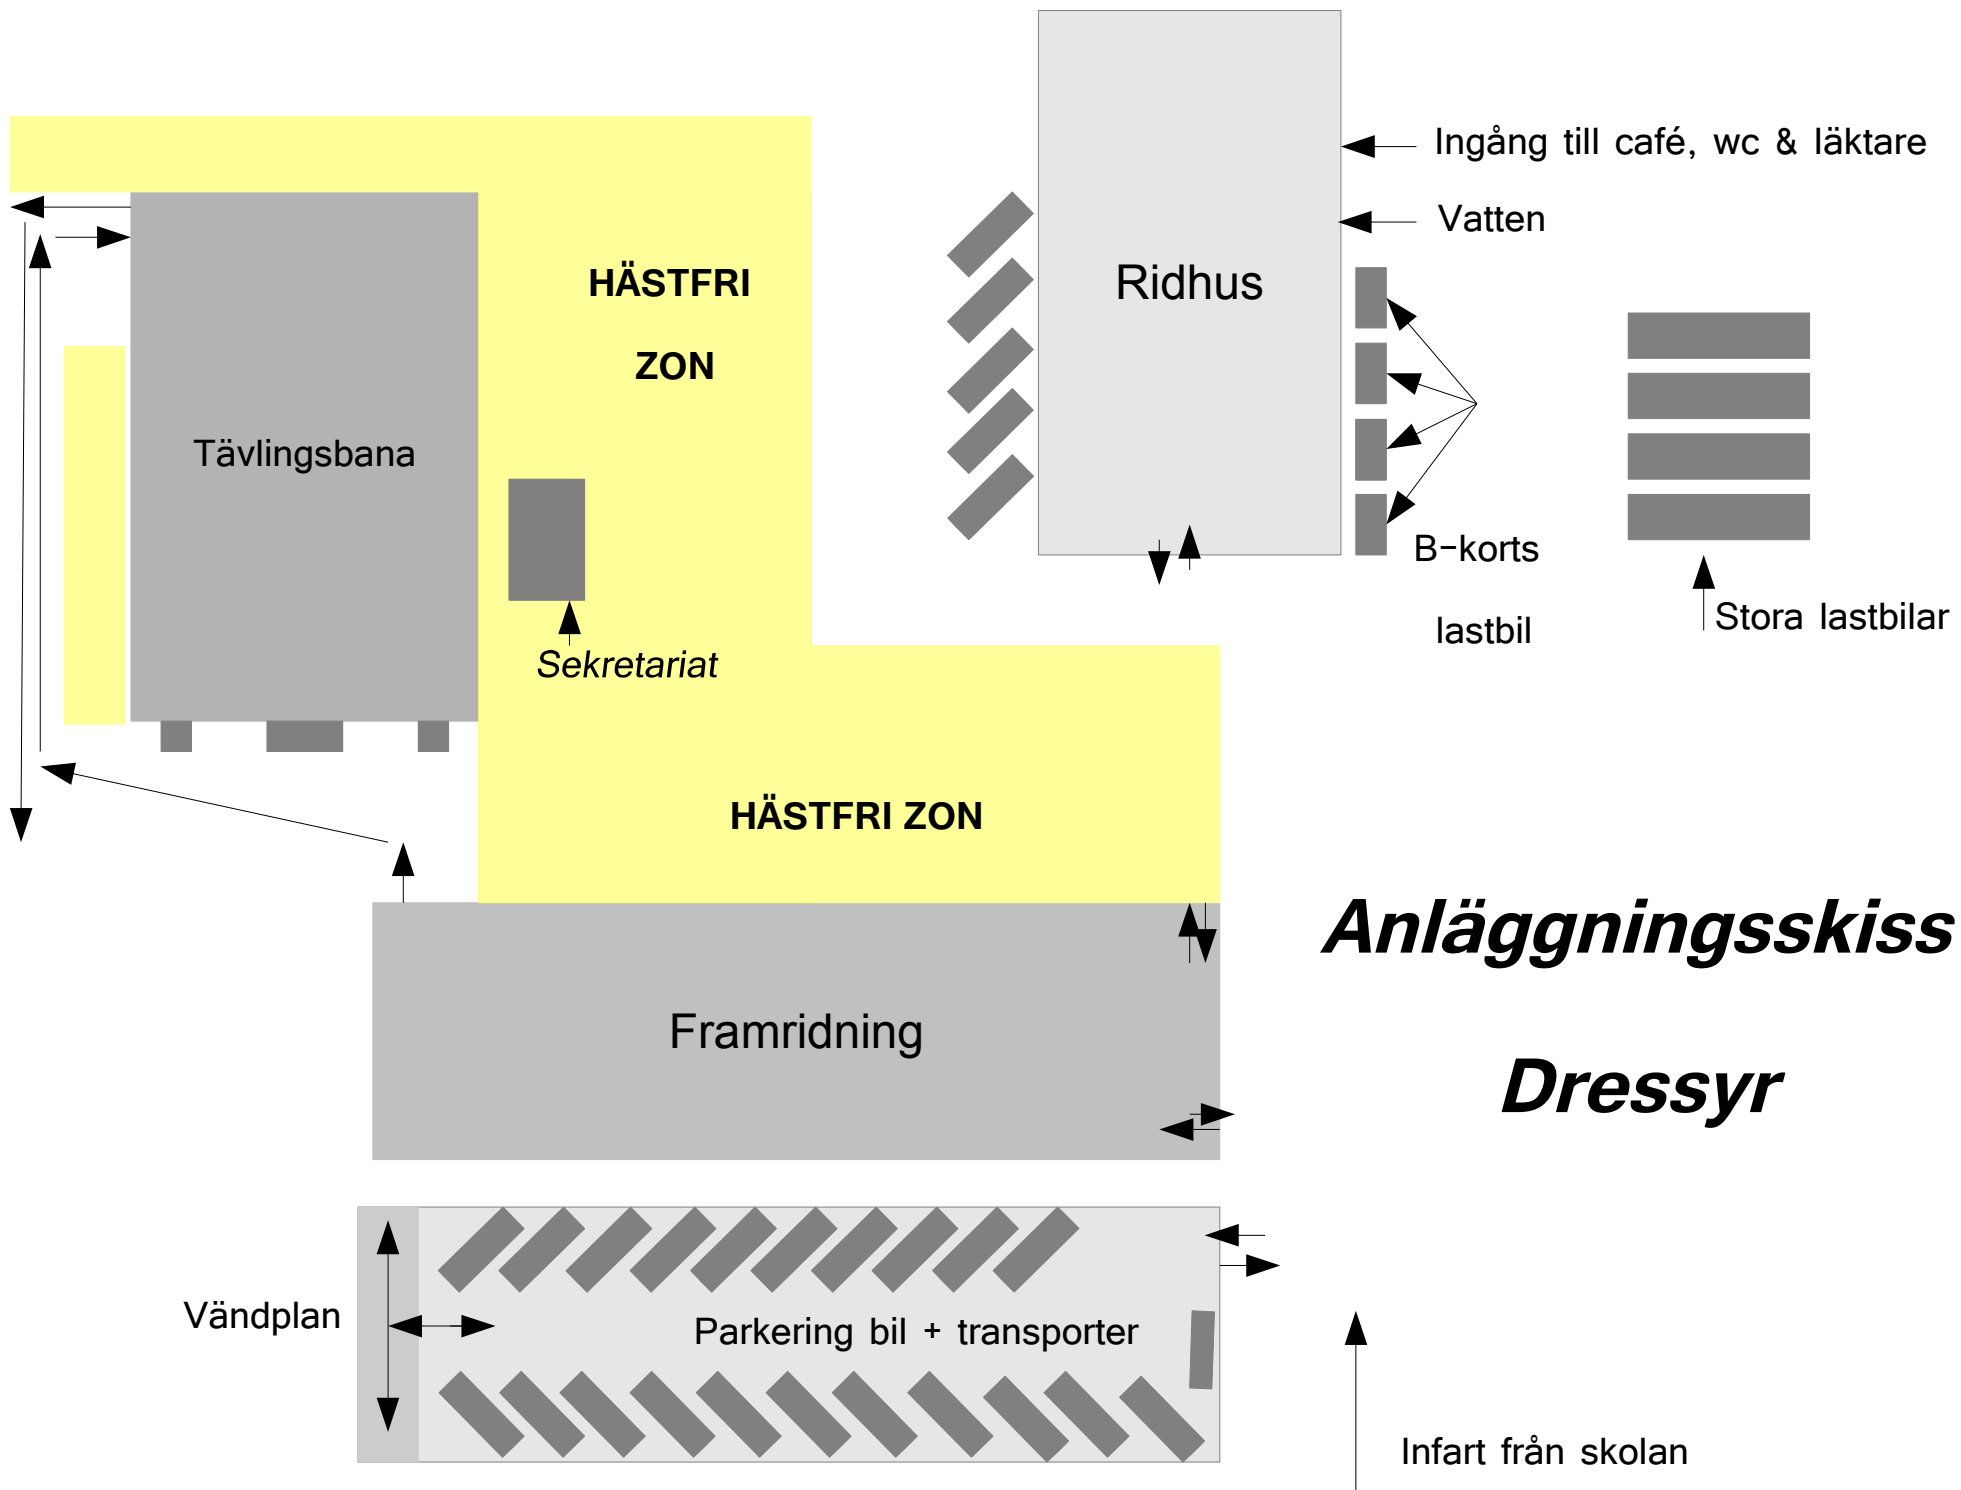 Ingång till café, wc & läktare
Vatten
Ridhus
HÄSTFRI
ZON
Tävlingsbana
B-korts
lastbil
Stora lastbilar
Sekretariat
HÄSTFRI ZON
Anläggningsskiss
Dressyr
Framridning
Vändplan
Parkering bil + transporter
Infart från skolan